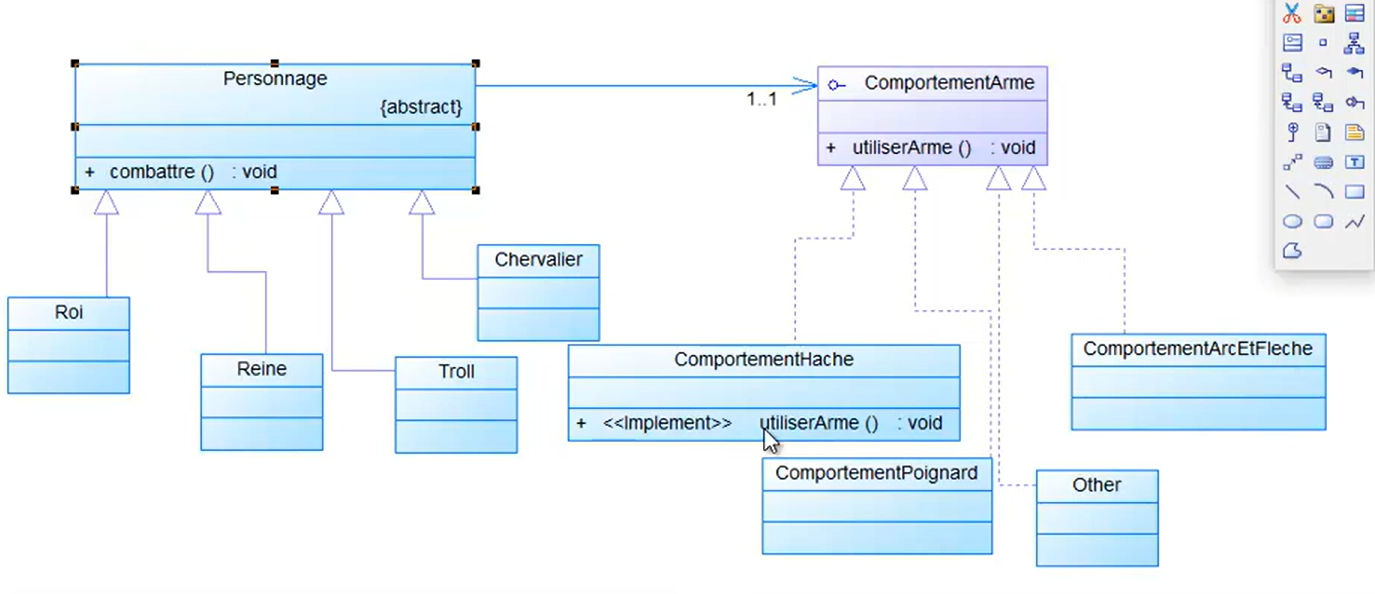 Personnage
{abstract}
+ combattre () : void
1..1
ComportementArme
+ utiliserArme () : void
Roi
Reine
Troll
Chervalier
ComportementHache
+ <<Implement>> utiliserArme () : void
ComportementPoignard
Other
ComportementArcEtFleche